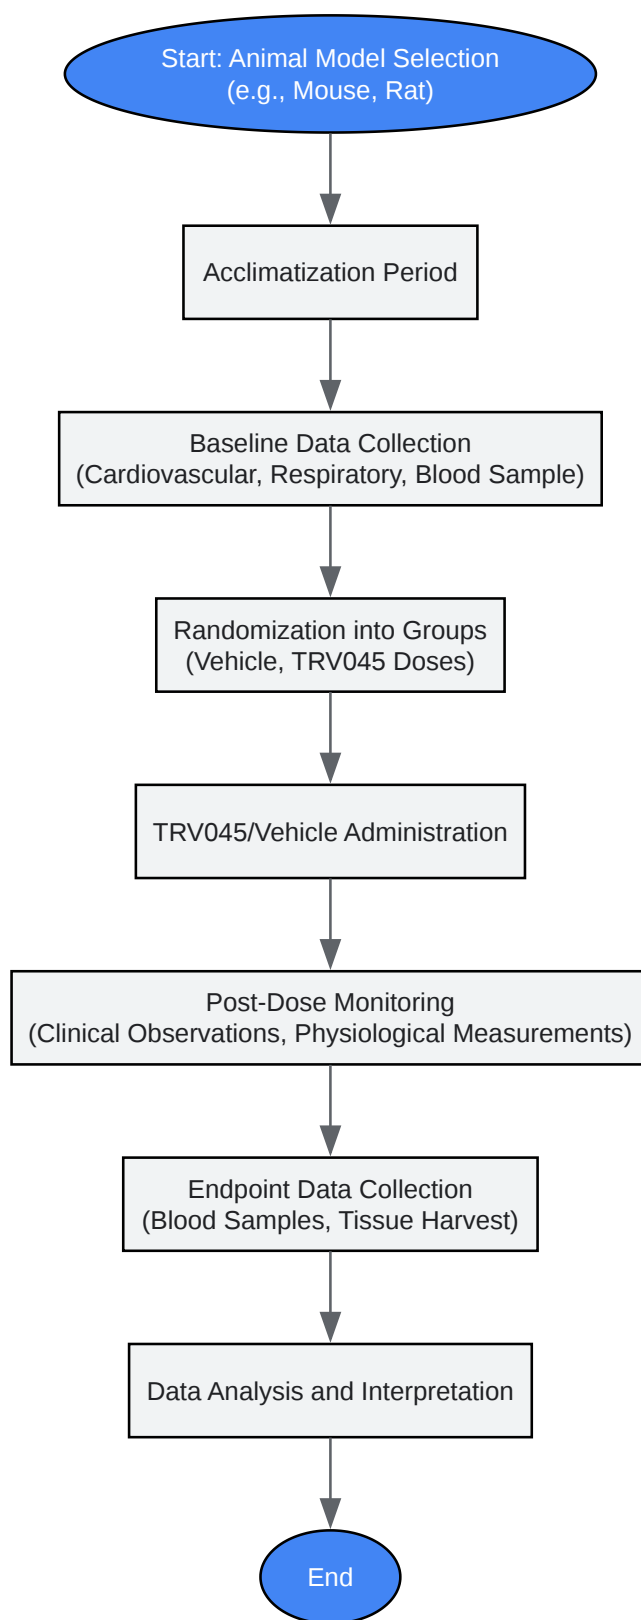 Start: Animal Model Selection
(e.g., Mouse, Rat)
Acclimatization Period
Baseline Data Collection
(Cardiovascular, Respiratory, Blood Sample)
Randomization into Groups
(Vehicle, TRV045 Doses)
TRV045/Vehicle Administration
Post-Dose Monitoring
(Clinical Observations, Physiological Measurements)
Endpoint Data Collection
(Blood Samples, Tissue Harvest)
Data Analysis and Interpretation
End